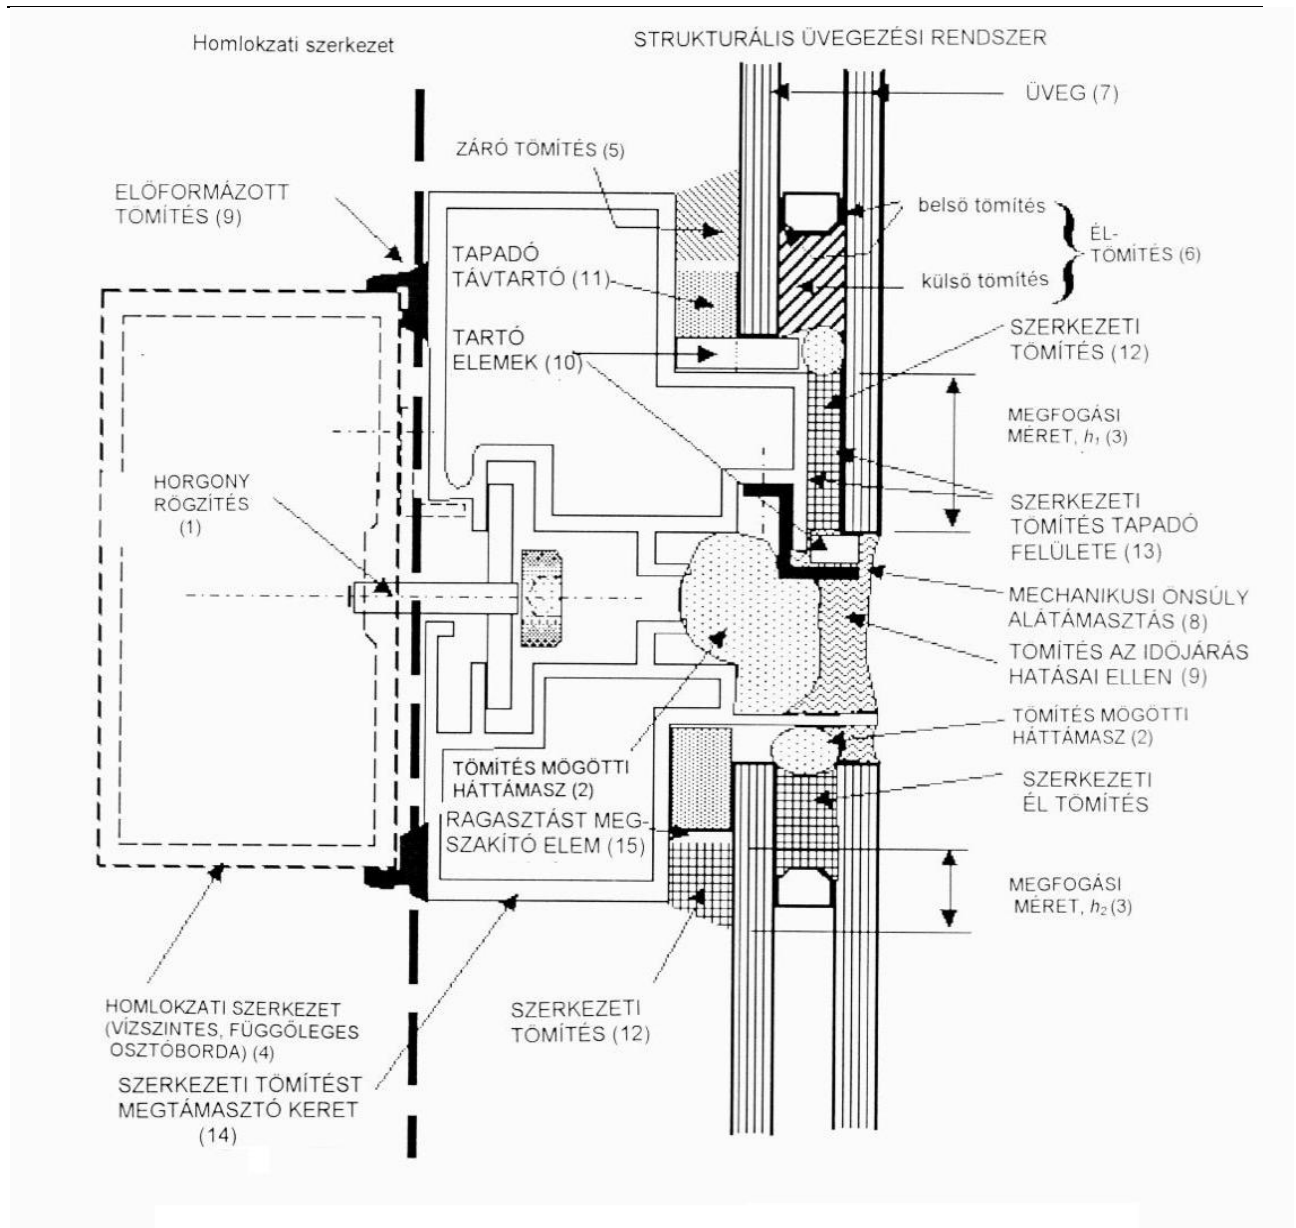 Homlokzati szerkezet
STRUKTURÁLIS ÜVEGEZÉSI RENDSZER
ÜVEG (7)
ZÁRÓ TÖMÍTÉS (5)
ELŐFORMÁZOTT
TÖMÍTÉS (9)
belső tömítés
ÉL-
TÖMÍTÉS (6)
külső tömítés
TAPADÓ
TÁVTARTÓ (11)
TARTÓ
ELEMEK (10)
SZERKEZETI
TÖMÍTÉS (12)
MEGFOGÁSI
MÉRET, h₁ (3)
HORGONY
RÖGZÍTÉS
(1)
SZERKEZETI
TÖMÍTÉS TAPADÓ
FELÜLETE (13)
MECHANIKUSI ÖNSÚLY
ALÁTÁMASZTÁS (8)
TÖMÍTÉS AZ IDŐJÁRÁS
HATÁSAI ELLEN (9)
TÖMÍTÉS MÖGÖTTI
HÁTTÁMASZ (2)
TÖMÍTÉS MÖGÖTTI
HÁTTÁMASZ (2)
SZERKEZETI
ÉL TÖMÍTÉS
RAGASZTÁST MEG-
SZAKÍTÓ ELEM (15)
MEGFOGÁSI
MÉRET, h₂ (3)
HOMLOKZATI SZERKEZET
(VÍZSZINTES, FÜGGŐLEGES
OSZTÓBORDA) (4)
SZERKEZETI
TÖMÍTÉS (12)
SZERKEZETI TÖMÍTÉST
MEGTÁMASZTÓ KERET
(14)